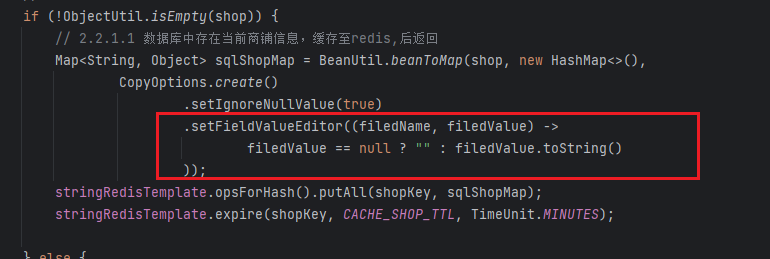 if (!ObjectUtil.isEmpty(shop)) {
// 2.2.1.1 数据库中存在当前商铺信息，缓存至redis,后返回
Map<String, Object> sqlShopMap = BeanUtil.beanToMap(shop, new HashMap<>(),
CopyOptions.create()
.setIgnoreNullValue(true)
.setFieldValueEditor((filedName, filedValue) ->
filedValue == null ? "" : filedValue.toString()
));
stringRedisTemplate.opsForHash().putAll(shopKey, sqlShopMap);
stringRedisTemplate.expire(shopKey, CACHE_SHOP_TTL, TimeUnit.MINUTES);
} else {